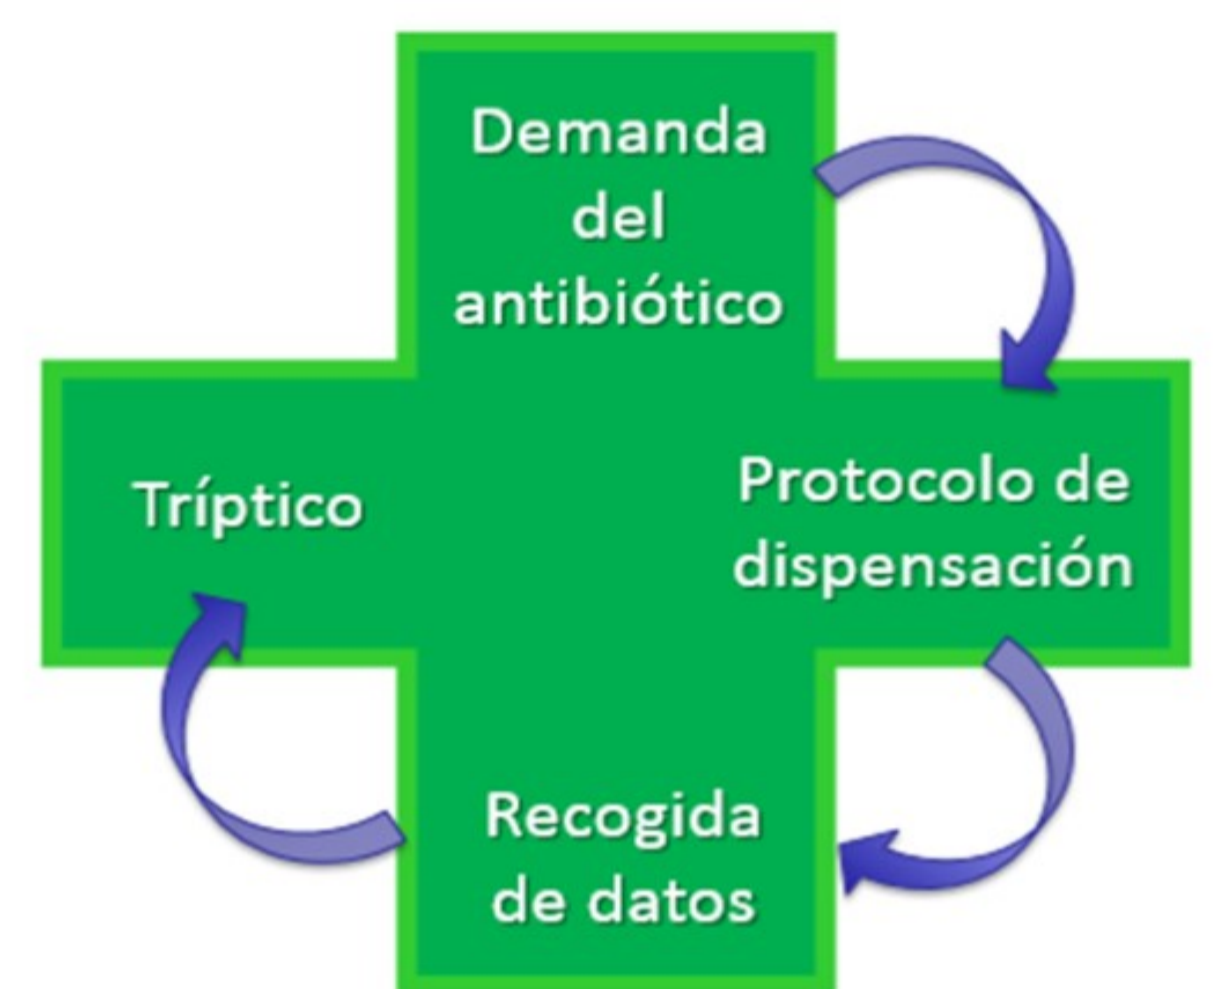 Demanda
del
antibiótico
Protocolo de
dispensación
Recogida
de datos
Tríptico